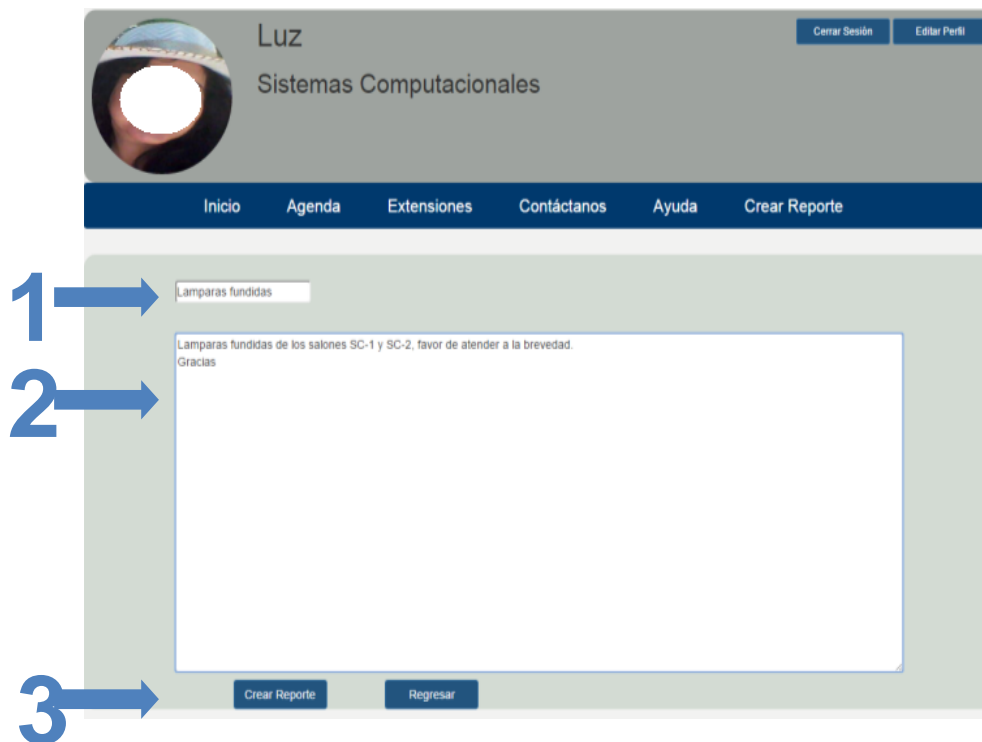 Luz
Cerrar Sesión
Editar Perfil
Sistemas Computacionales
Inicio Agenda Extensiones Contáctanos Ayuda Crear Reporte
1
Lamparas fundidas
2
Lamparas fundidas de los salones SC-1 y SC-2, favor de atender a la brevedad.
Gracias
3
Crear Reporte Regresar